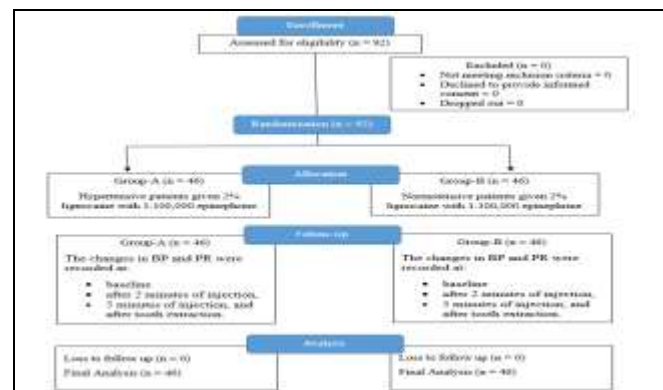 Enrollment
Assessed for eligibility (n = 92)
Excluded (n = 0)
• Not meeting inclusion criteria = 0
• Declined to provide informed
consent = 0
• Dropped out = 0
Randomization (n = 92)
Allocation
Group-A (n = 46)
Hypertensive patients given 2%
lignocaine with 1:100,000 epinephrine
Group-B (n = 46)
Normotensive patients given 2%
lignocaine with 1:100,000 epinephrine
Follow-up
Group-A (n = 46)
The changes in BP and PR were
recorded at:
• baseline
• after 2 minutes of injection,
• minutes of injection, and
after tooth extraction.
Group-B (n = 46)
The changes in BP and PR were
recorded at:
• baseline
• after 2 minutes of injection,
• minutes of injection, and
after tooth extraction.
Analysis
Loss to follow up (n = 0)
Final Analysis (n = 46)
Loss to follow up (n = 0)
Final Analysis (n = 46)